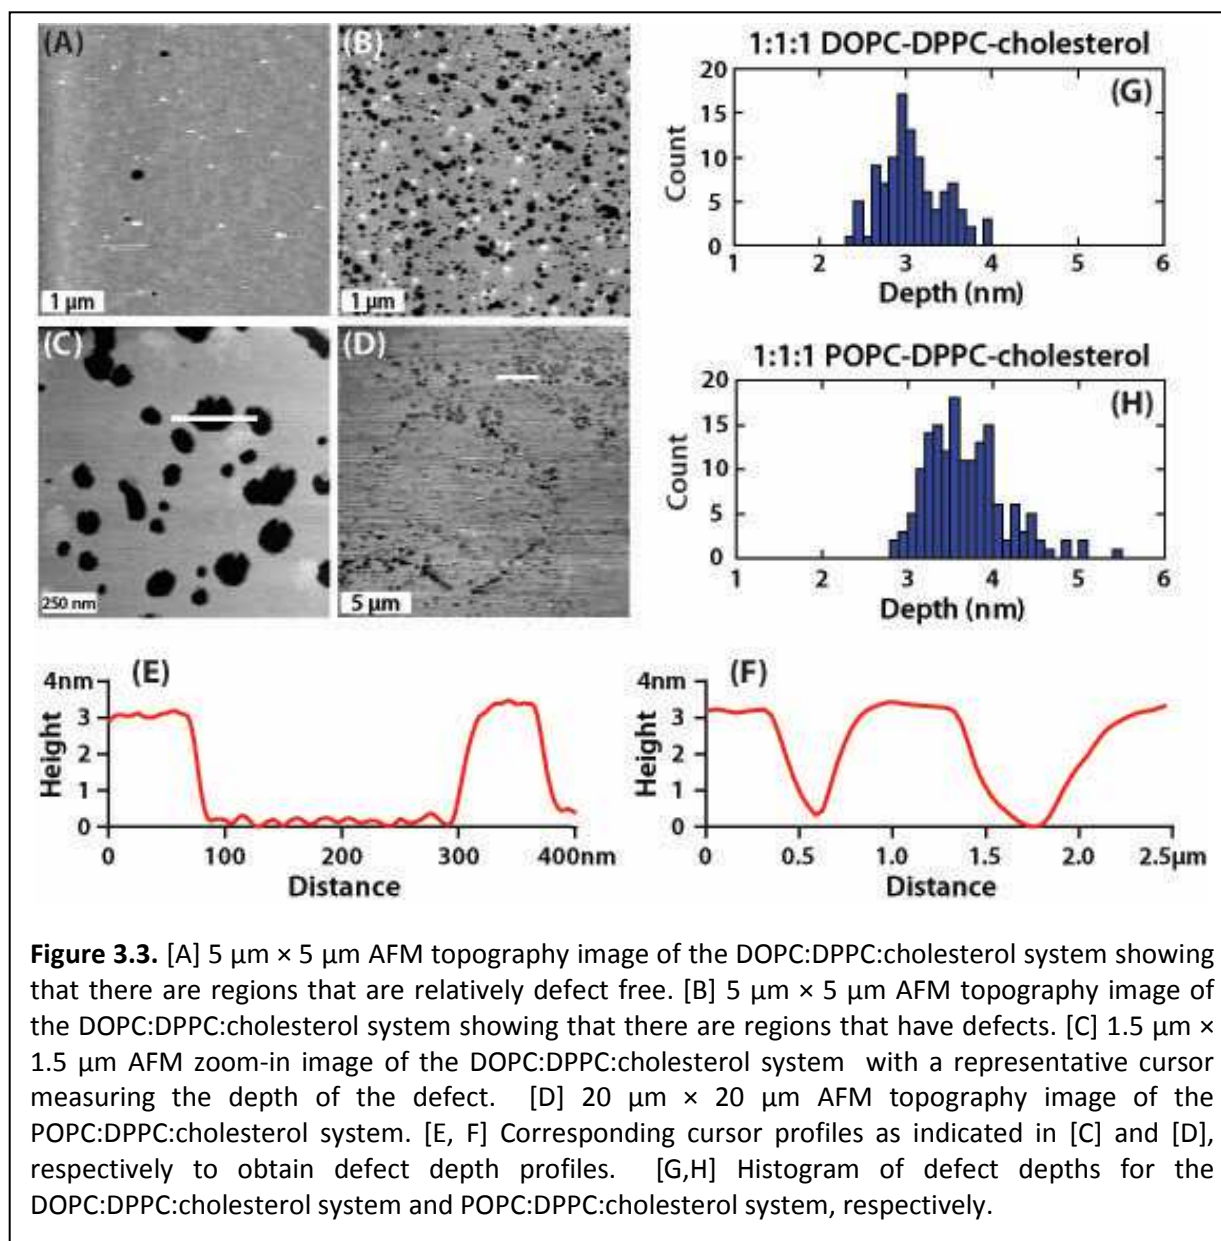 (A)
1 µm
(B)
1 µm
(C)
250 nm
(D)
5 µm
1:1:1 DOPC-DPPC-cholesterol
(G)
20
15
10
5
0
Count
1 2 3 4 5 6
Depth (nm)
1:1:1 POPC-DPPC-cholesterol
(H)
20
15
10
5
0
Count
1 2 3 4 5 6
Depth (nm)
(E)
4nm
3
2
1
0
Height
0 100 200 300 400nm
Distance
(F)
4nm
3
2
1
0
Height
0 0.5 1.0 1.5 2.0 2.5µm
Distance
Figure 3.3. [A] 5 µm × 5 µm AFM topography image of the DOPC:DPPC:cholesterol system showing
that there are regions that are relatively defect free. [B] 5 µm × 5 µm AFM topography image of
the DOPC:DPPC:cholesterol system showing that there are regions that have defects. [C] 1.5 µm ×
1.5 µm AFM zoom-in image of the DOPC:DPPC:cholesterol system with a representative cursor
measuring the depth of the defect. [D] 20 µm × 20 µm AFM topography image of the
POPC:DPPC:cholesterol system. [E, F] Corresponding cursor profiles as indicated in [C] and [D],
respectively to obtain defect depth profiles. [G,H] Histogram of defect depths for the
DOPC:DPPC:cholesterol system and POPC:DPPC:cholesterol system, respectively.